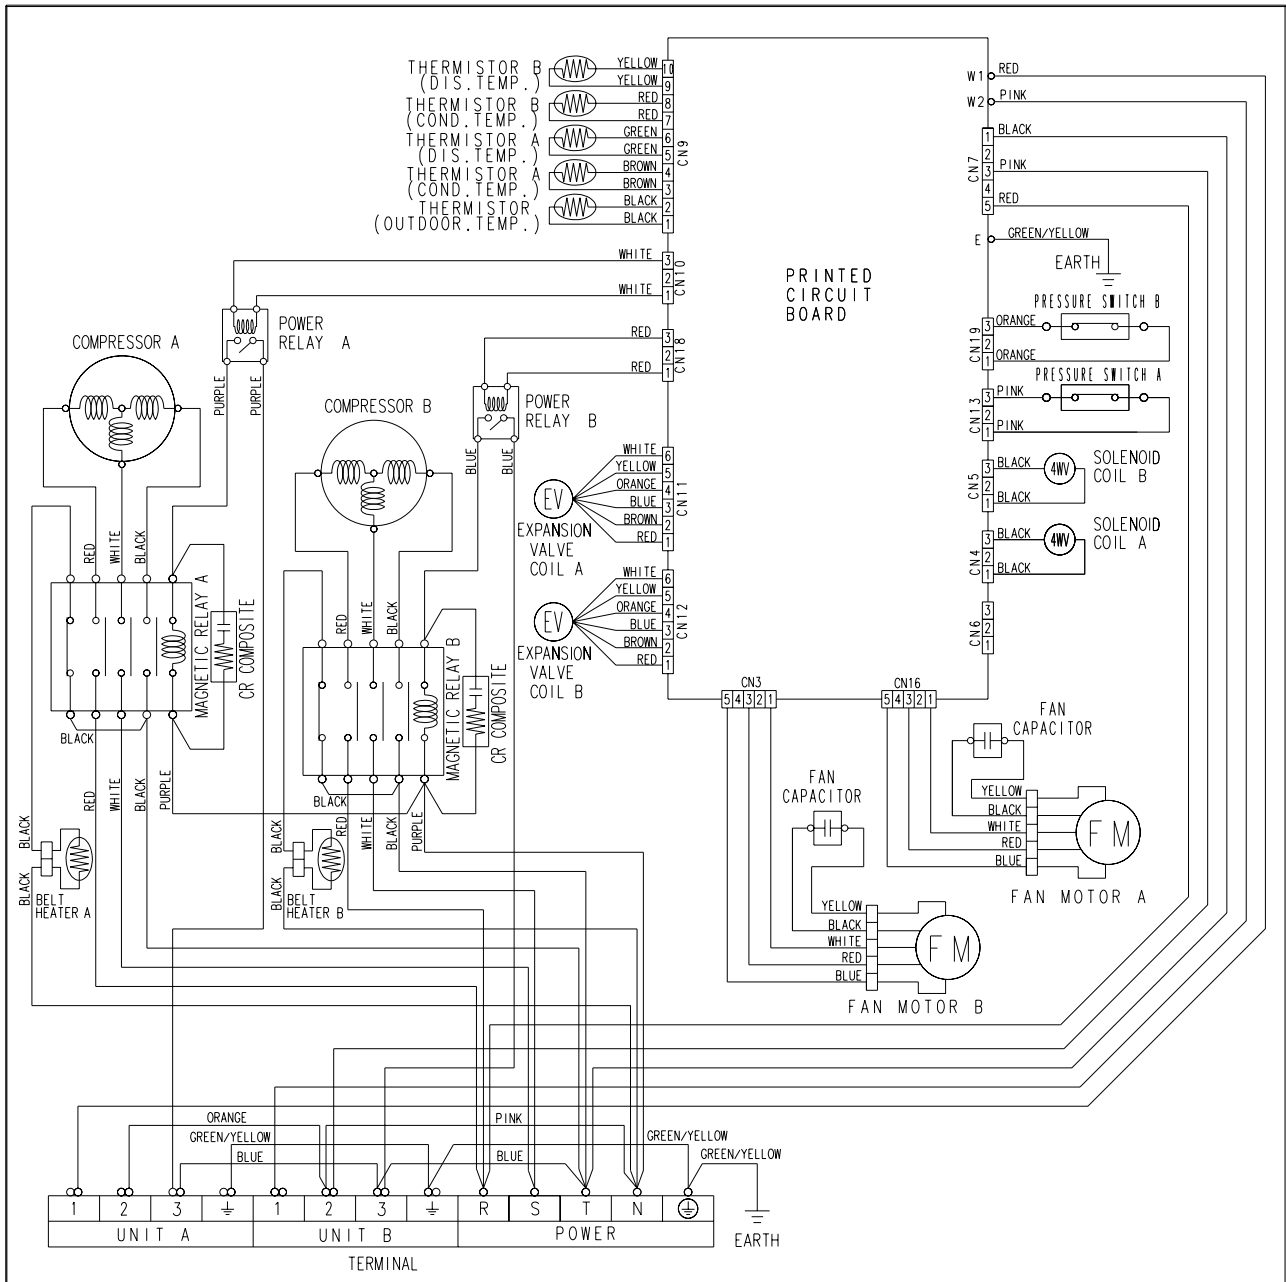 THERMISTOR B
(DIS.TEMP.)
THERMISTOR B
(COND.TEMP.)
THERMISTOR A
(DIS.TEMP.)
THERMISTOR A
(COND.TEMP.)
THERMISTOR
(OUTDOOR.TEMP.)
YELLOW 10
YELLOW 9
RED 8
RED 7
GREEN 6
GREEN 5
BROWN 4
BROWN 3
BLACK 2
BLACK 1
CN9
WHITE 3
2
WHITE 1
CN10
RED 3
2
RED 1
CN18
POWER
RELAY A
PURPLE
PURPLE
COMPRESSOR A
COMPRESSOR B
POWER
RELAY B
BLUE
BLUE
WHITE 6
YELLOW 5
ORANGE 4
BLUE 3
BROWN 2
RED 1
CN11
EV
EXPANSION
VALVE
COIL A
WHITE 6
YELLOW 5
ORANGE 4
BLUE 3
BROWN 2
RED 1
CN12
EV
EXPANSION
VALVE
COIL B
PRINTED
CIRCUIT
BOARD
W1 RED
W2 PINK
1 BLACK
2
3 PINK
4
5 RED
CN7
E GREEN/YELLOW
EARTH
PRESSURE SWITCH B
3 ORANGE
2
1 ORANGE
CN19
PRESSURE SWITCH A
3 PINK
2
1 PINK
CN13
3 BLACK
2
1 BLACK
CN5
4WV
SOLENOID
COIL B
3 BLACK
2
1 BLACK
CN4
4WV
SOLENOID
COIL A
3
2
1
CN6
CN3
5 4 3 2 1
CN16
5 4 3 2 1
FAN
CAPACITOR
YELLOW
BLACK
WHITE
RED
BLUE
FM
FAN MOTOR A
FAN
CAPACITOR
YELLOW
BLACK
WHITE
RED
BLUE
FM
FAN MOTOR B
RED
WHITE
BLACK
MAGNETIC RELAY A
CR COMPOSITE
BLACK
RED
WHITE
BLACK
PURPLE
BLACK
BLACK
BELT
HEATER A
RED
WHITE
BLACK
MAGNETIC RELAY B
CR COMPOSITE
BLACK
RED
WHITE
BLACK
PURPLE
BLACK
BLACK
BELT
HEATER B
ORANGE
PINK
GREEN/YELLOW
GREEN/YELLOW
BLUE
BLUE
GREEN/YELLOW
1 2 3 1 2 3 R S T N
UNIT A UNIT B POWER
EARTH
TERMINAL